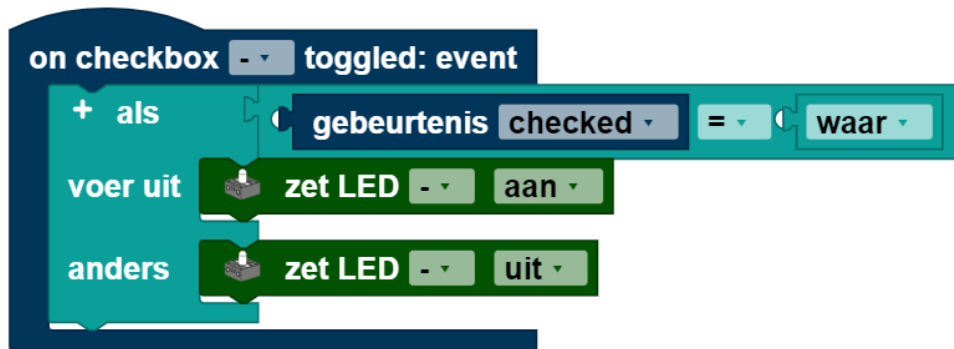 on checkbox - toggled: event
+ als gebeurtenis checked = waar
voer uit zet LED - aan
anders zet LED - uit